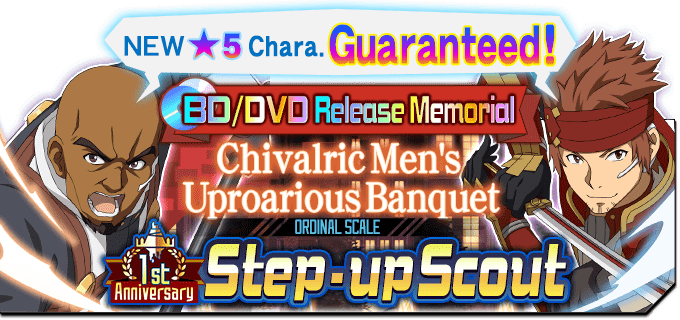 NEW ★5 Chara. Guaranteed!
BD/DVD Release Memorial
Chivalric Men's
Uproarious Banquet
ORDINAL SCALE
1st
Anniversary
Step-up Scout